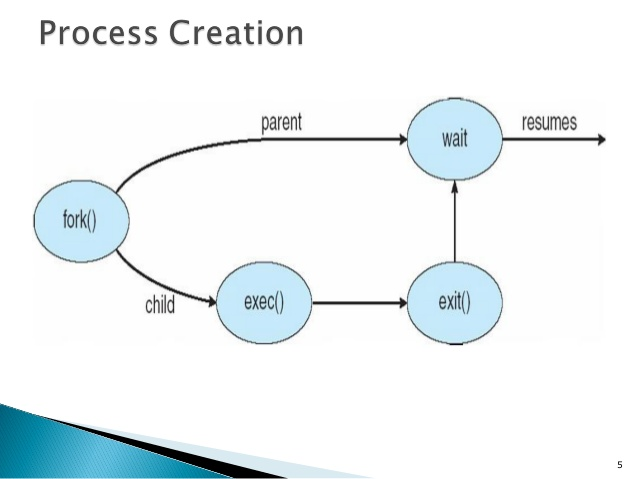 Process Creation
parent
resumes
wait
fork()
child
exec()
exit()
5